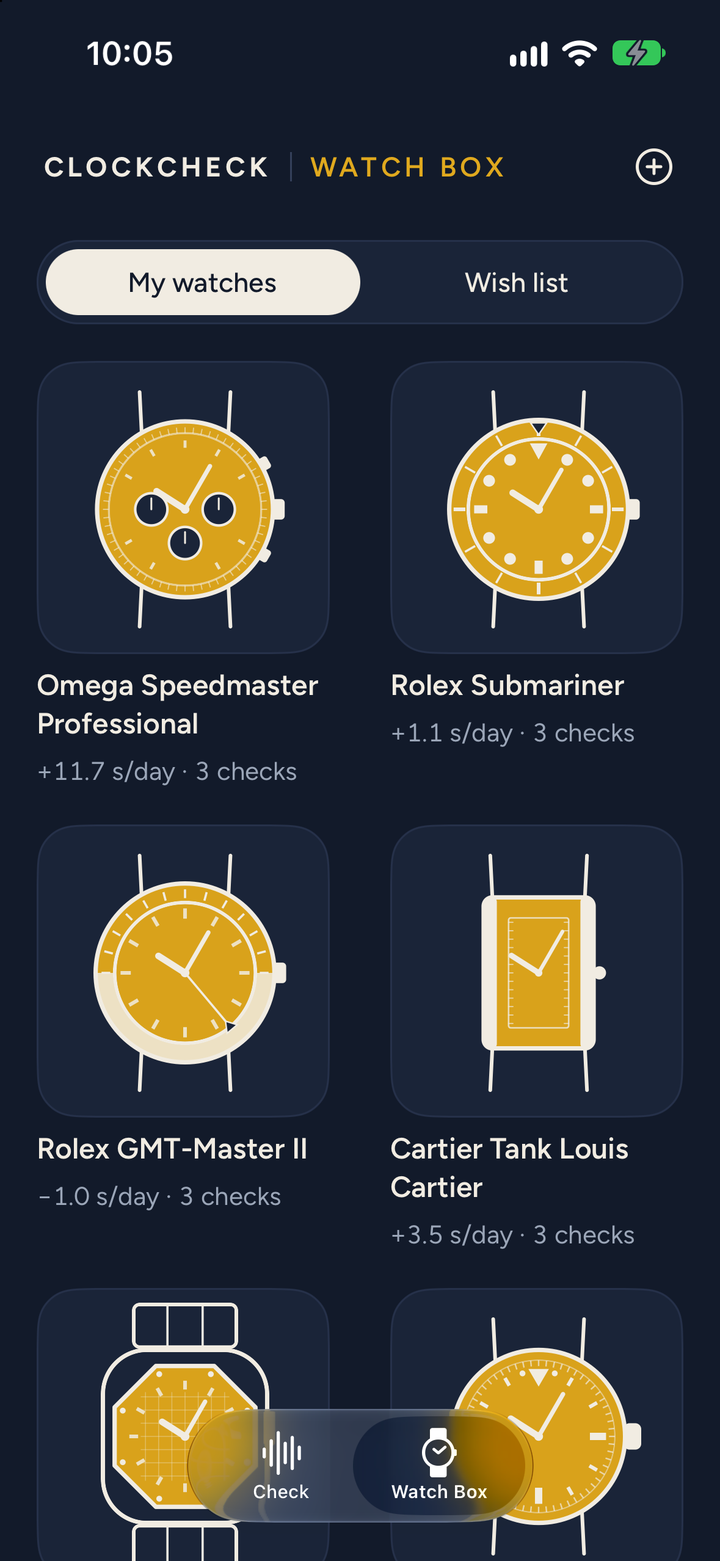 10:05
CLOCKCHECK | WATCH BOX
My watches Wish list
Omega Speedmaster
Professional
+11.7 s/day · 3 checks
Rolex Submariner
+1.1 s/day · 3 checks
Rolex GMT-Master II
−1.0 s/day · 3 checks
Cartier Tank Louis
Cartier
+3.5 s/day · 3 checks
Check Watch Box